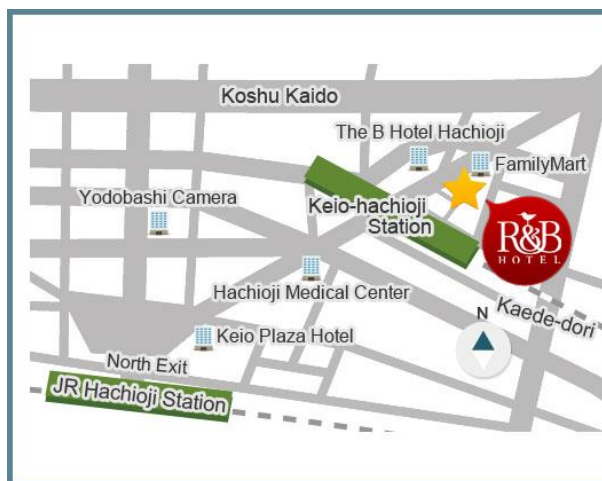 Koshu Kaido
The B Hotel Hachioji
FamilyMart
Yodobashi Camera
Keio-hachioji
Station
R&B
HOTEL
Hachioji Medical Center
Kaede-dori
N
Keio Plaza Hotel
North Exit
JR Hachioji Station